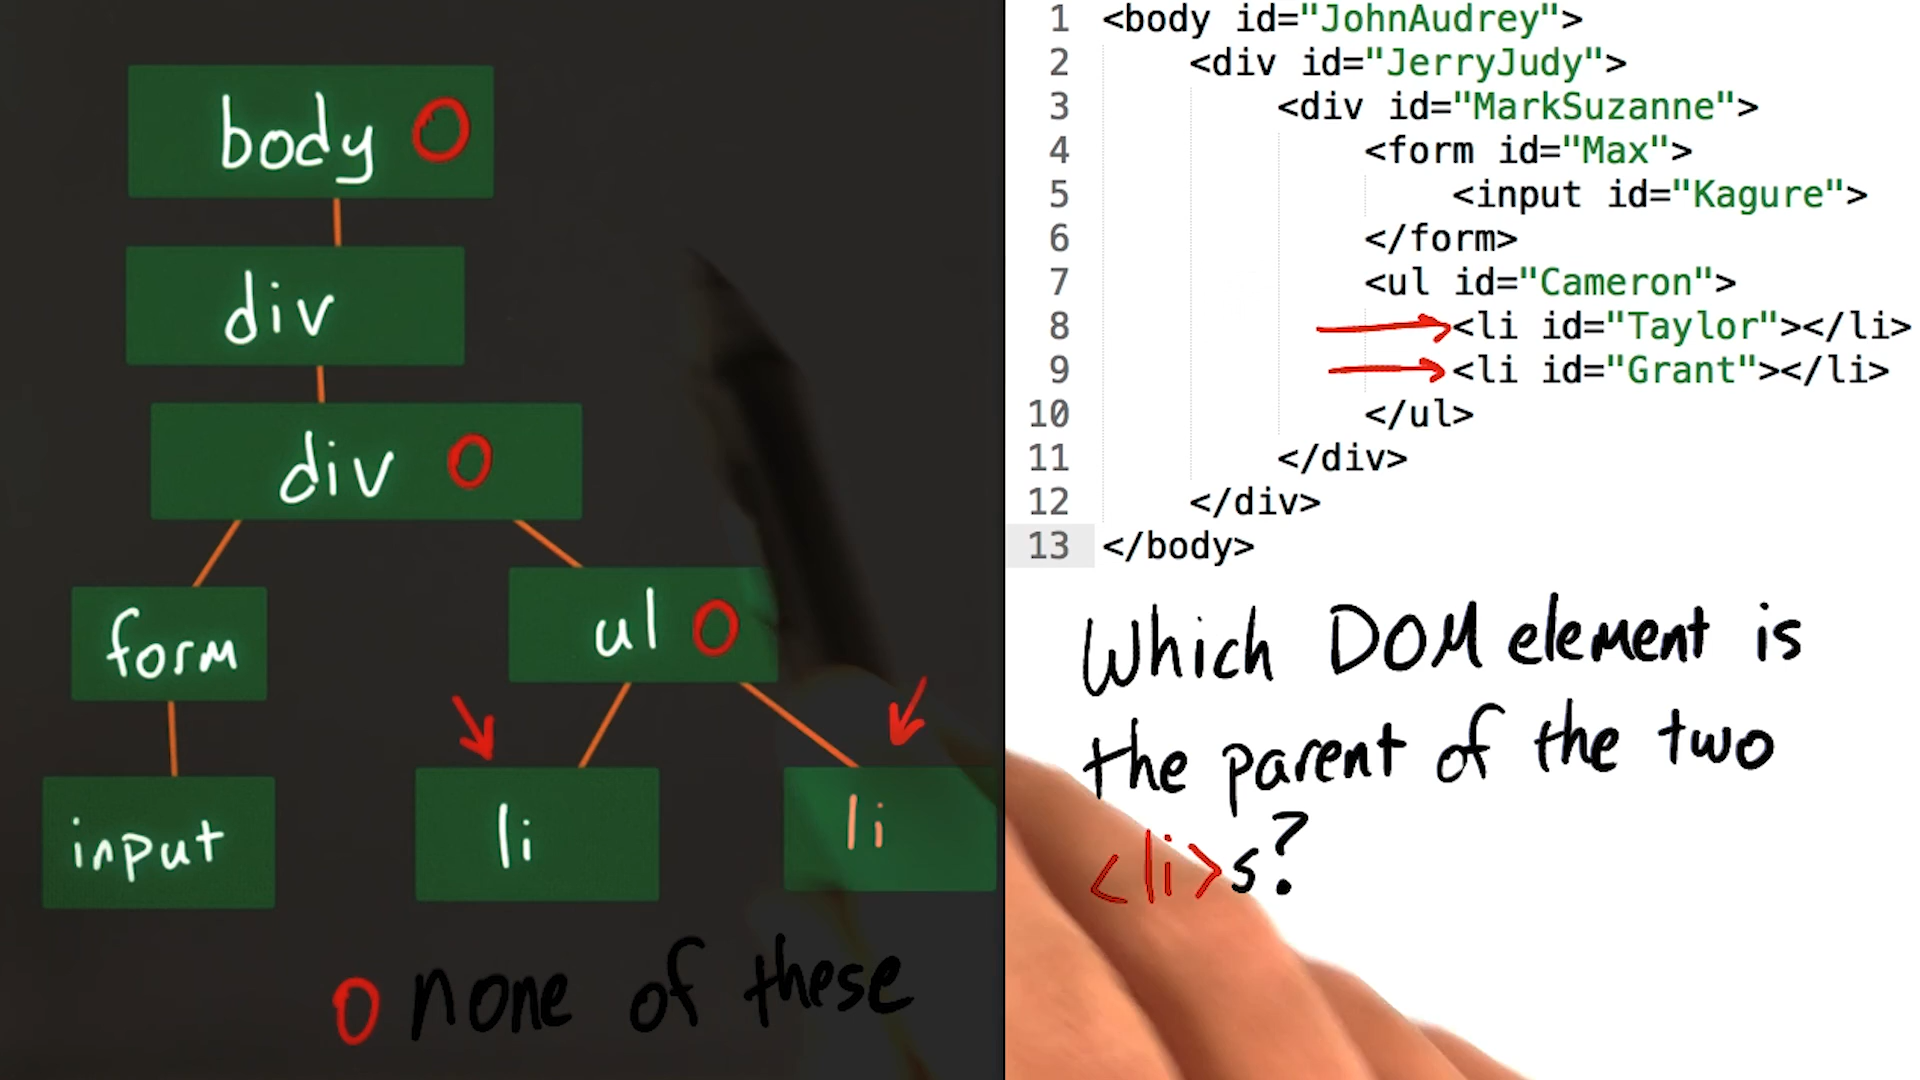 body O
div
div O
form
ul O
input
li
li
O none of these
1 <body id="JohnAudrey">
2 <div id="JerryJudy">
3 <div id="MarkSuzanne">
4 <form id="Max">
5 <input id="Kagure">
6 </form>
7 <ul id="Cameron">
8 <li id="Taylor"></li>
9 <li id="Grant"></li>
10 </ul>
11 </div>
12 </div>
13 </body>
Which DOM element is
the parent of the two
<li>s?